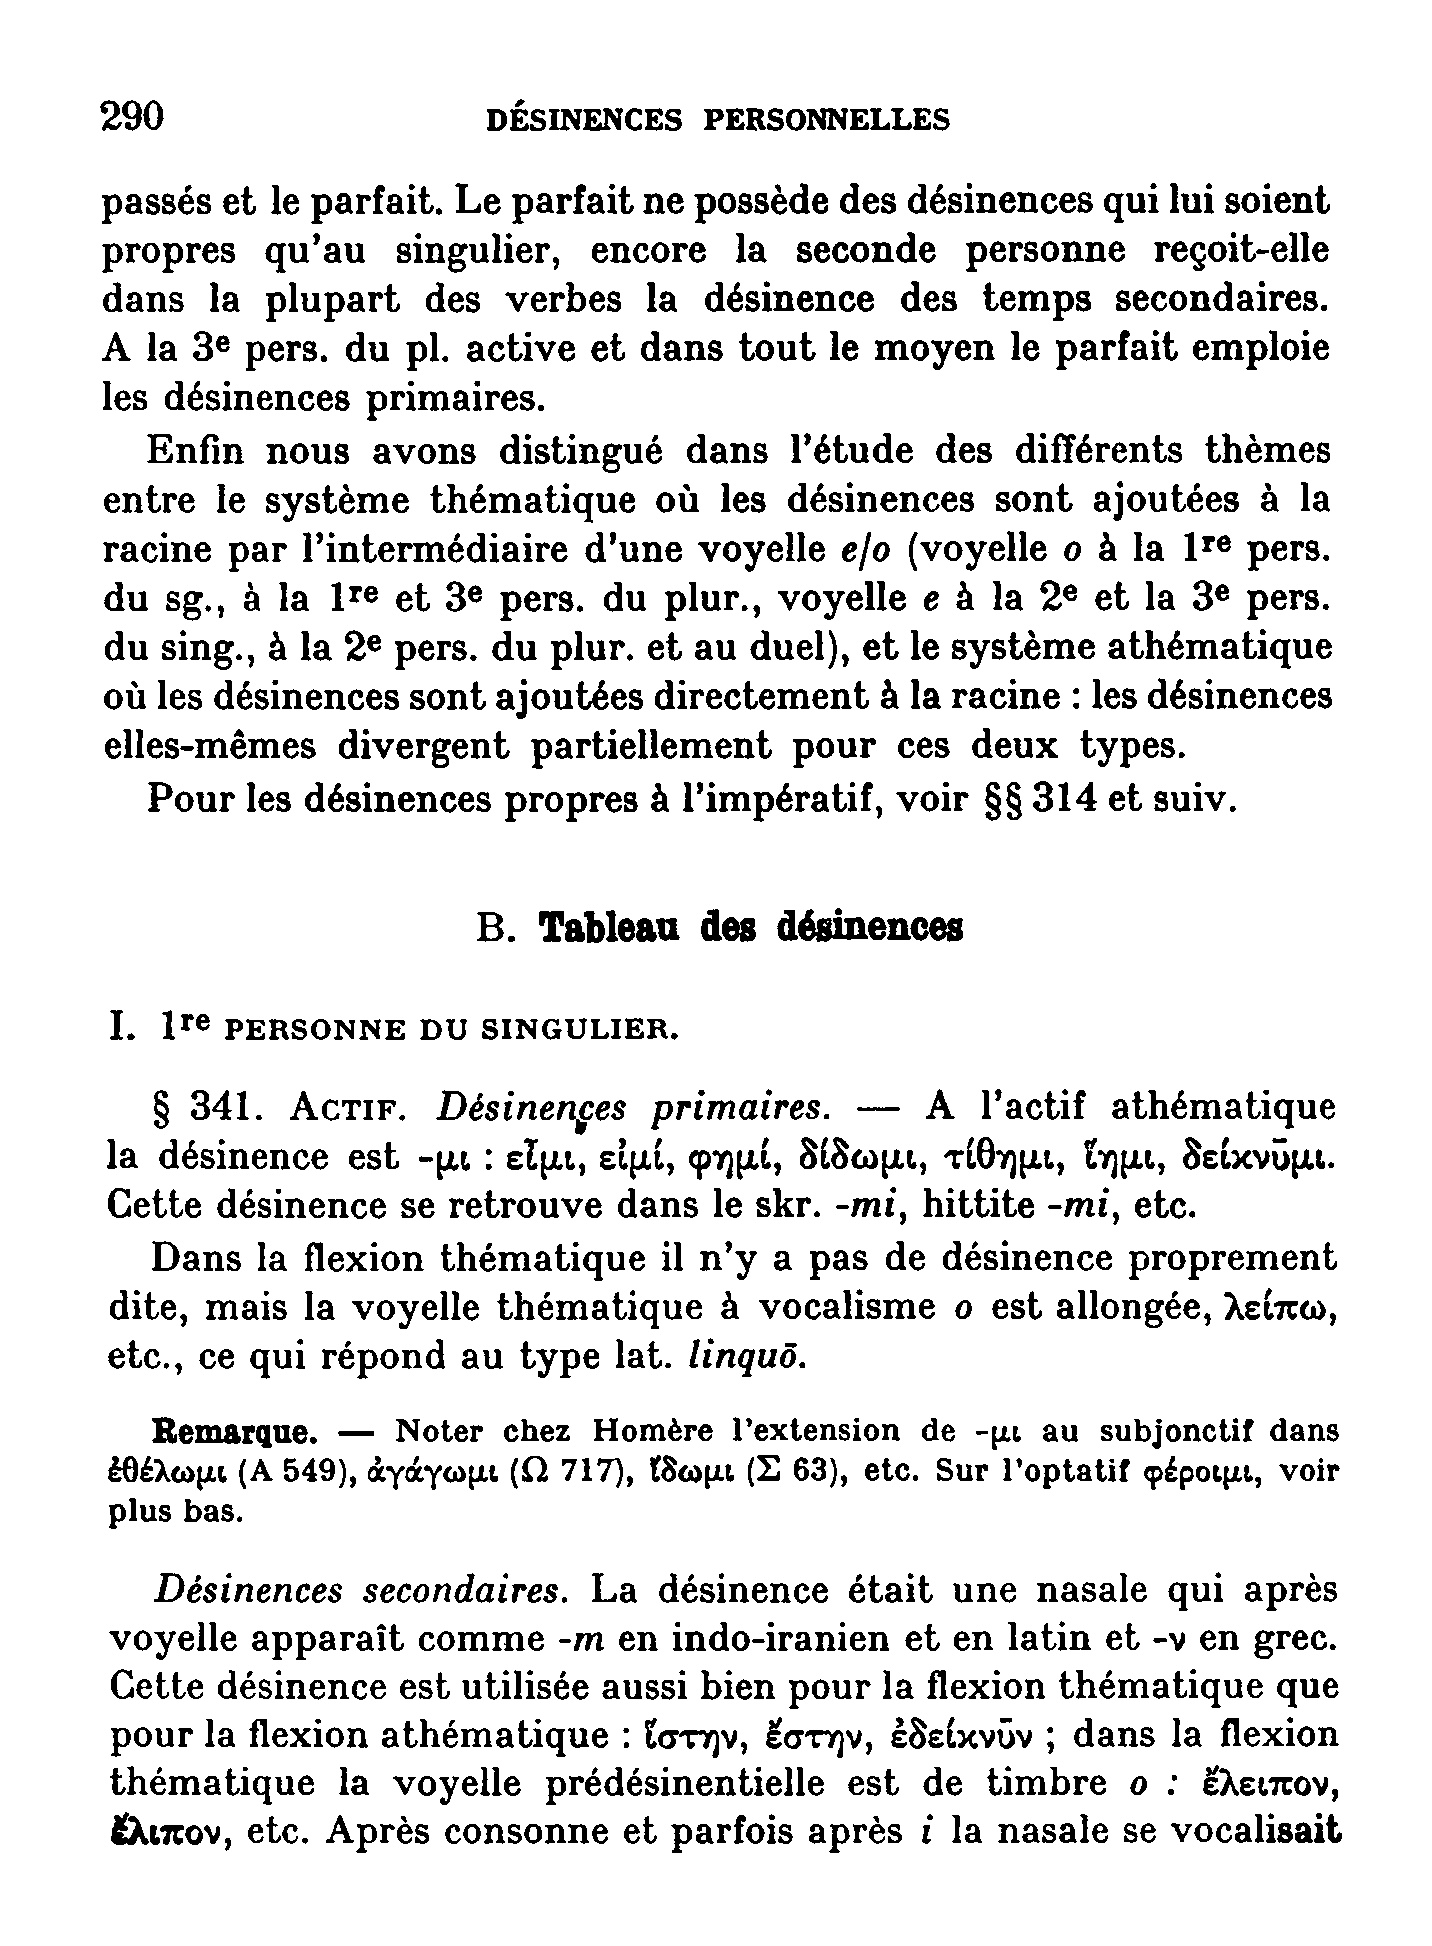 290 DÉSINENCES PERSONNELLES
passés et le parfait. Le parfait ne possède des désinences qui lui soient
propres qu'au singulier, encore la seconde personne reçoit-elle
dans la plupart des verbes la désinence des temps secondaires.
A la 3e pers. du pl. active et dans tout le moyen le parfait emploie
les désinences primaires.
Enfin nous avons distingué dans l'étude des différents thèmes
entre le système thématique où les désinences sont ajoutées à la
racine par l'intermédiaire d'une voyelle e/o (voyelle o à la 1re pers.
du sg., à la 1re et 3e pers. du plur., voyelle e à la 2e et la 3e pers.
du sing., à la 2e pers. du plur. et au duel), et le système athématique
où les désinences sont ajoutées directement à la racine : les désinences
elles-mêmes divergent partiellement pour ces deux types.
Pour les désinences propres à l'impératif, voir §§ 314 et suiv.
B. Tableau des désinences
I. 1re PERSONNE DU SINGULIER.
§ 341. ACTIF. Désinences primaires. — A l'actif athématique
la désinence est -μι : εἶμι, εἰμί, φημί, δίδωμι, τίθημι, ἵημι, δείκνῡμι.
Cette désinence se retrouve dans le skr. -mi, hittite -mi, etc.
Dans la flexion thématique il n'y a pas de désinence proprement
dite, mais la voyelle thématique à vocalisme o est allongée, λείπω,
etc., ce qui répond au type lat. linquō.
Remarque. — Noter chez Homère l'extension de -μι au subjonctif dans
ἐθέλωμι (Α 549), ἀγάγωμι (Ω 717), ἴδωμι (Σ 63), etc. Sur l'optatif φέροιμι, voir
plus bas.
Désinences secondaires. La désinence était une nasale qui après
voyelle apparaît comme -m en indo-iranien et en latin et -ν en grec.
Cette désinence est utilisée aussi bien pour la flexion thématique que
pour la flexion athématique : ἵστην, ἔστην, ἐδείκνῡν ; dans la flexion
thématique la voyelle prédésinentielle est de timbre o : ἔλειπον,
ἔλιπον, etc. Après consonne et parfois après i la nasale se vocalisait